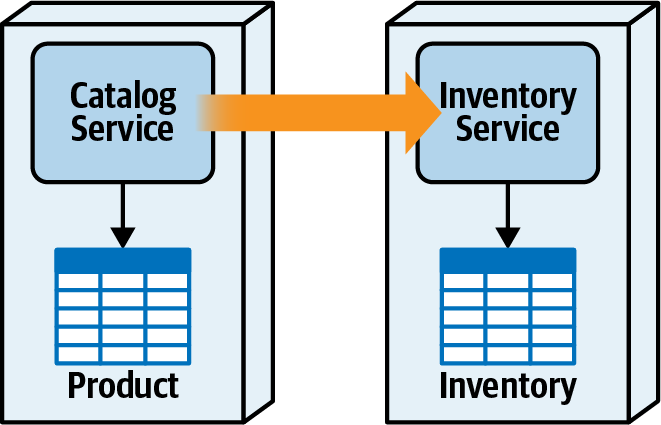 Catalog
Service
Inventory
Service
Product
Inventory